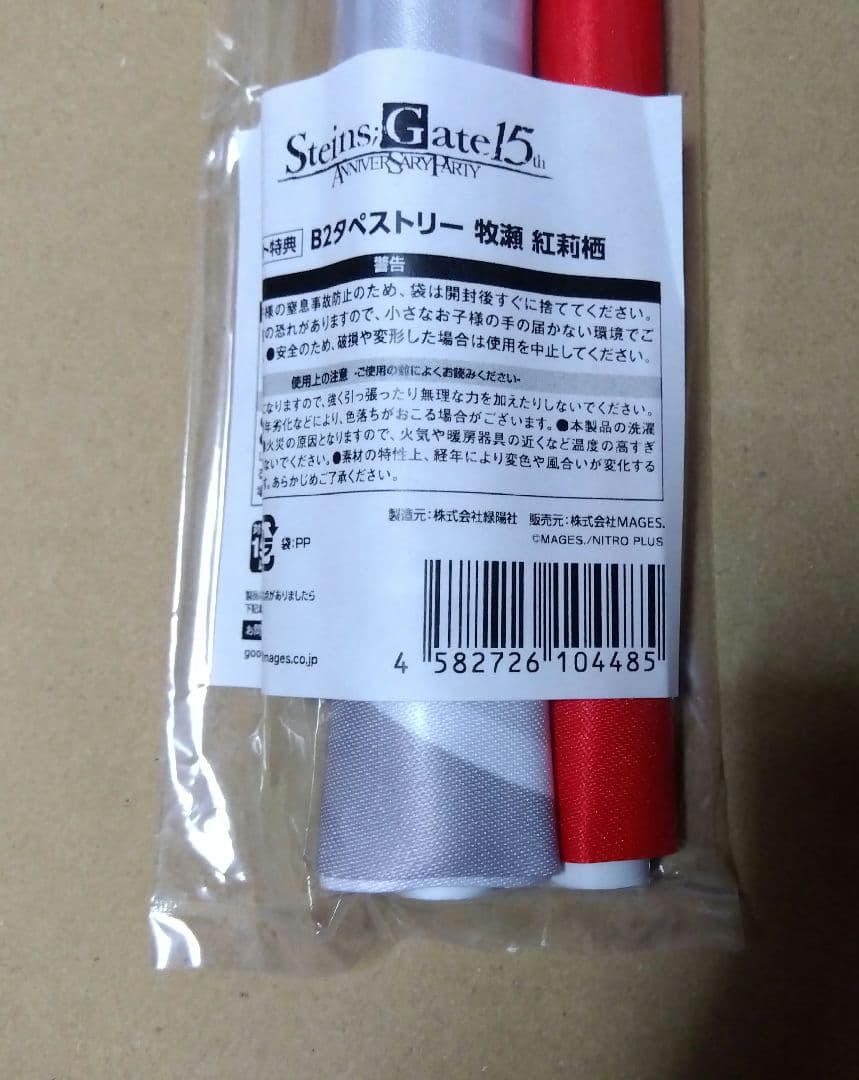 Steins;Gate 15th
ANNIVERSARY PARTY
ト特典 B2タペストリー 牧瀬 紅莉栖
警告
様の窒息事故防止のため、袋は開封後すぐに捨ててください。
の恐れがありますので、小さなお子様の手の届かない環境でご
●安全のため、破損や変形した場合は使用を中止してください。
使用上の注意 -ご使用の前によくお読みください-
になりますので、強く引っ張ったり無理な力を加えたりしないでください。
年劣化などにより、色落ちがおこる場合がございます。●本製品の洗濯
火災の原因となりますので、火気や暖房器具の近くなど温度の高すぎ
ないでください。●素材の特性上、経年により変色や風合いが変化する
す。あらかじめご了承ください。
製造元：株式会社緑陽社 販売元：株式会社MAGES.
©MAGES./NITRO PLUS
袋:PP
がありましたら
mages.co.jp
4 582726 104485